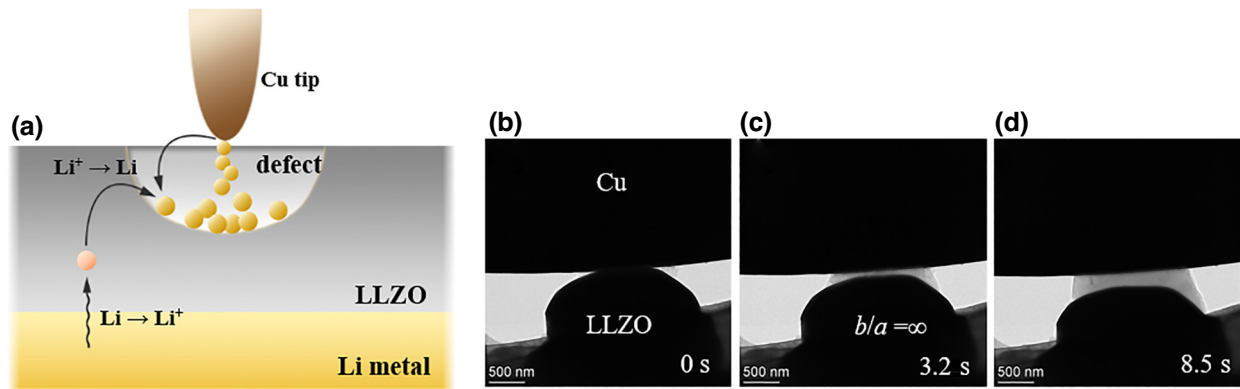 (a)
Cu tip
Li⁺ → Li
defect
LLZO
Li → Li⁺
Li metal
(b)
Cu
LLZO
0 s
500 nm
(c)
b/a =∞
3.2 s
500 nm
(d)
8.5 s
500 nm